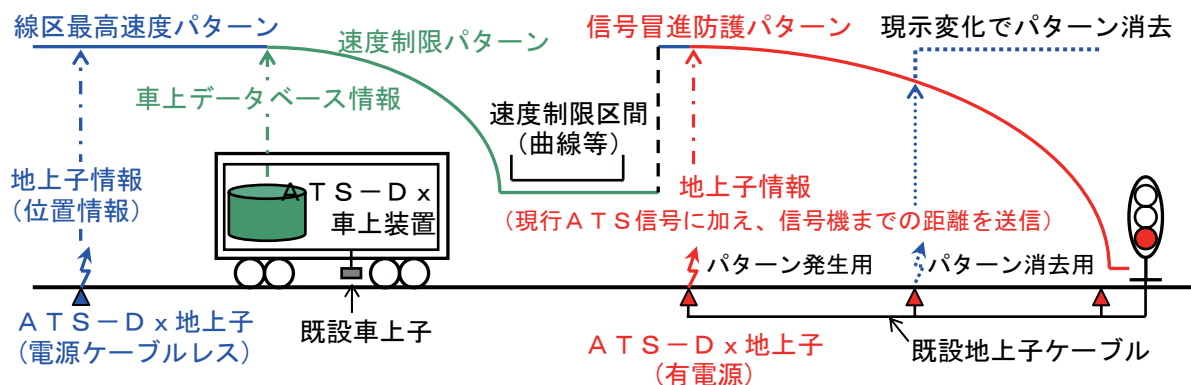 線区最高速度パターン
速度制限パターン
信号冒進防護パターン
現示変化でパターン消去
車上データベース情報
速度制限区間
（曲線等）
地上子情報
（位置情報）
ＡＴＳ－Ｄｘ
車上装置
地上子情報
（現行ＡＴＳ信号に加え、信号機までの距離を送信）
パターン発生用
パターン消去用
ＡＴＳ－Ｄｘ地上子
（電源ケーブルレス）
既設車上子
ＡＴＳ－Ｄｘ地上子
（有電源）
既設地上子ケーブル